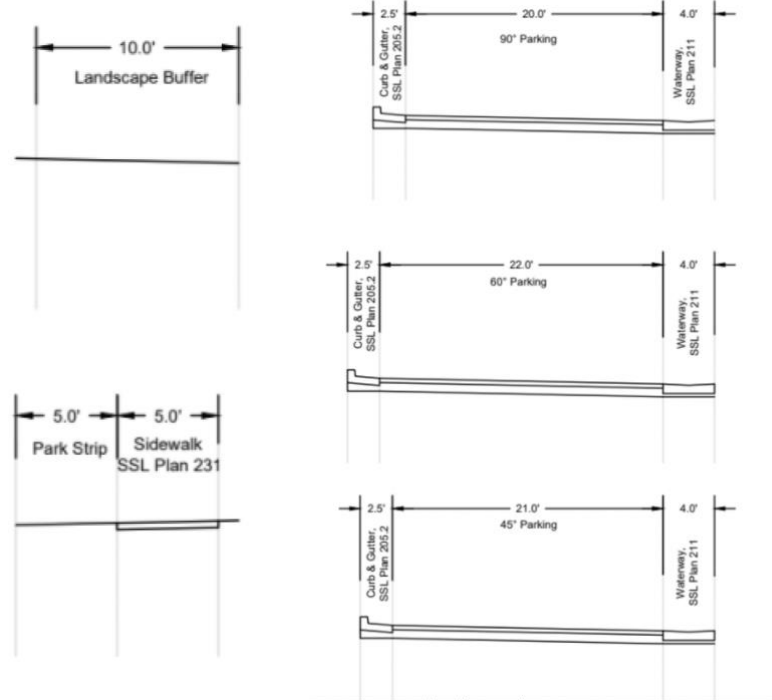 10.0'
Landscape Buffer
5.0' 5.0'
Park Strip
Sidewalk
SSL Plan 231
2.5' 20.0' 4.0'
90° Parking
Curb & Gutter,
SSL Plan 205.2
Waterway,
SSL Plan 211
2.5' 22.0' 4.0'
60° Parking
Curb & Gutter,
SSL Plan 205.2
Waterway,
SSL Plan 211
2.5' 21.0' 4.0'
45° Parking
Curb & Gutter,
SSL Plan 205.2
Waterway,
SSL Plan 211